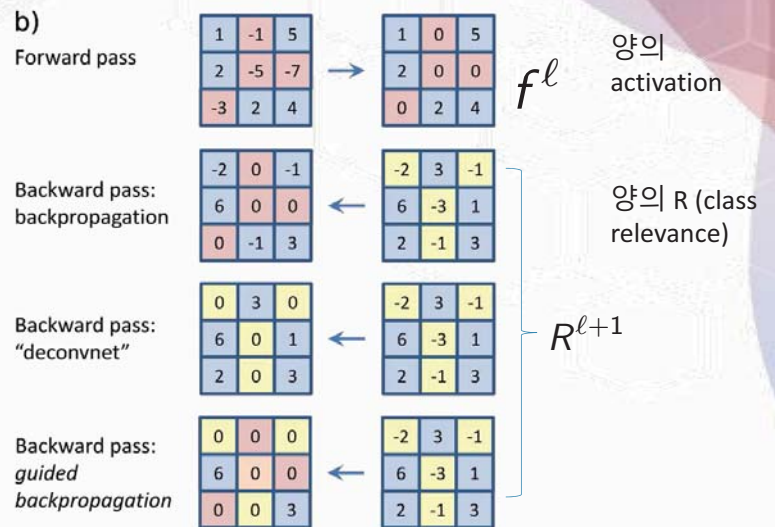 b)
Forward pass
1 -1 5
2 -5 -7
-3 2 4
→
1 0 5
2 0 0
0 2 4
f^ℓ
양의
activation
Backward pass:
backpropagation
-2 0 -1
6 0 0
0 -1 3
←
-2 3 -1
6 -3 1
2 -1 3
양의 R (class
relevance)
Backward pass:
“deconvnet”
0 3 0
6 0 1
2 0 3
←
-2 3 -1
6 -3 1
2 -1 3
R^{ℓ+1}
Backward pass:
guided
backpropagation
0 0 0
6 0 0
0 0 3
←
-2 3 -1
6 -3 1
2 -1 3